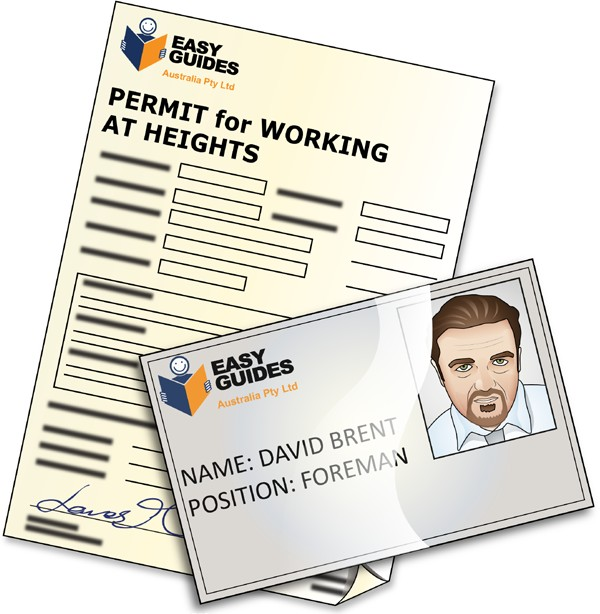 EASY
GUIDES
Australia Pty Ltd
PERMIT for WORKING
AT HEIGHTS
EASY
GUIDES
Australia Pty Ltd
NAME: DAVID BRENT
POSITION: FOREMAN